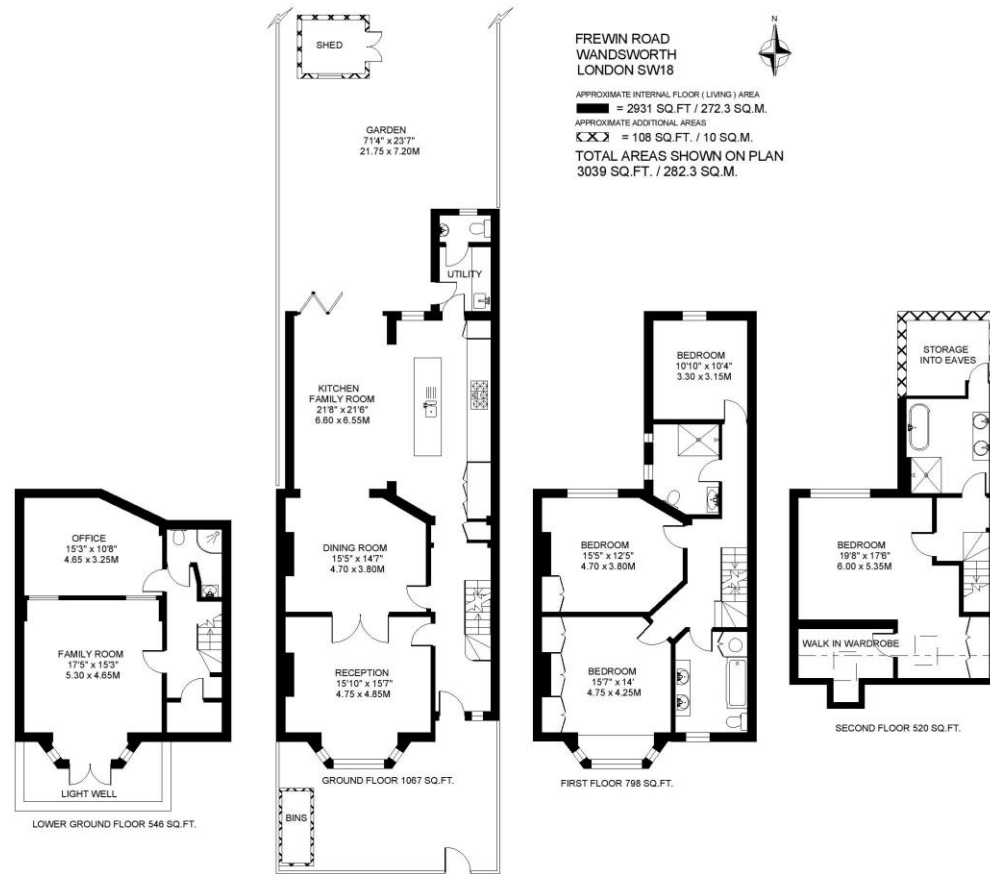 SHED
GARDEN
71'4" x 23'7"
21.75 x 7.20M
N
FREWIN ROAD
WANDSWORTH
LONDON SW18
APPROXIMATE INTERNAL FLOOR ( LIVING ) AREA
= 2931 SQ.FT / 272.3 SQ.M.
APPROXIMATE ADDITIONAL AREAS
= 108 SQ.FT. / 10 SQ.M.
TOTAL AREAS SHOWN ON PLAN
3039 SQ.FT. / 282.3 SQ.M.
OFFICE
15'3" x 10'8"
4.65 x 3.25M
FAMILY ROOM
17'5" x 15'3"
5.30 x 4.65M
LIGHT WELL
LOWER GROUND FLOOR 546 SQ.FT.
UTILITY
KITCHEN
FAMILY ROOM
21'8" x 21'6"
6.60 x 6.55M
DINING ROOM
15'5" x 14'7"
4.70 x 3.80M
RECEPTION
15'10" x 15'7"
4.75 x 4.85M
GROUND FLOOR 1067 SQ.FT.
BINS
BEDROOM
10'10" x 10'4"
3.30 x 3.15M
BEDROOM
15'5" x 12'5"
4.70 x 3.80M
BEDROOM
15'7" x 14'
4.75 x 4.25M
FIRST FLOOR 798 SQ.FT.
STORAGE
INTO EAVES
BEDROOM
19'8" x 17'6"
6.00 x 5.35M
WALK IN WARDROBE
SECOND FLOOR 520 SQ.FT.